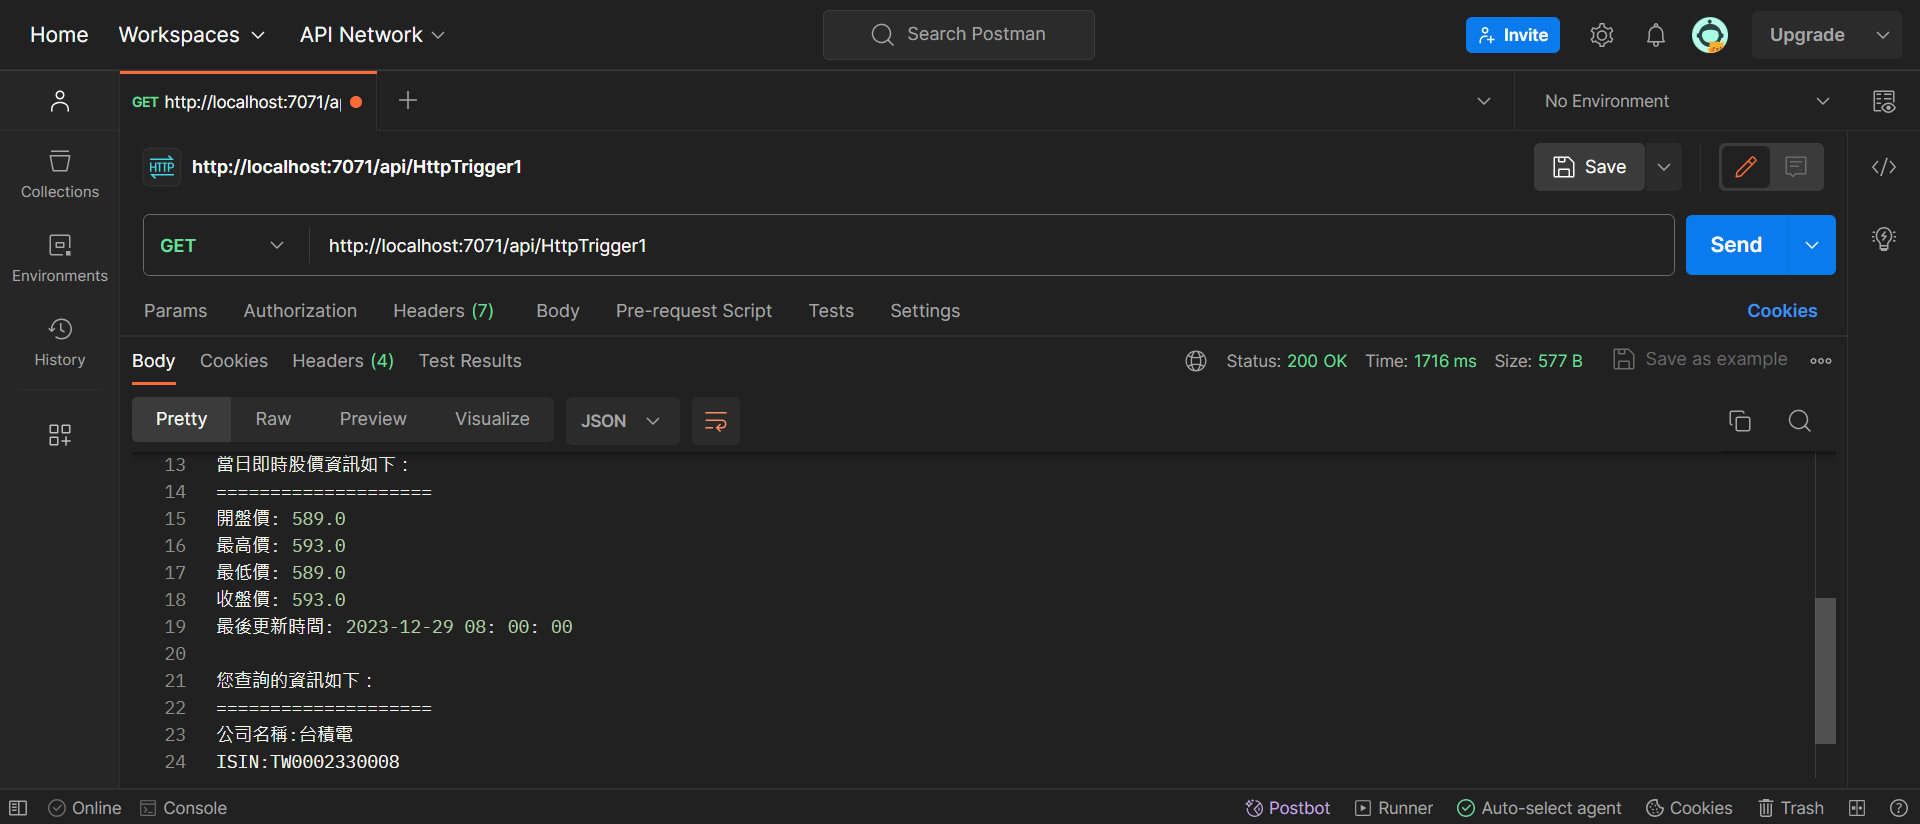 Home Workspaces API Network Search Postman Invite Upgrade
GET http://localhost:7071/a No Environment
HTTP http://localhost:7071/api/HttpTrigger1 Save
Collections
GET http://localhost:7071/api/HttpTrigger1 Send
Environments
Params Authorization Headers (7) Body Pre-request Script Tests Settings Cookies
History
Body Cookies Headers (4) Test Results Status: 200 OK Time: 1716 ms Size: 577 B Save as example
Pretty Raw Preview Visualize JSON
13 當日即時股價資訊如下：
14 ====================
15 開盤價: 589.0
16 最高價: 593.0
17 最低價: 589.0
18 收盤價: 593.0
19 最後更新時間: 2023-12-29 08: 00: 00
20
21 您查詢的資訊如下：
22 ====================
23 公司名稱:台積電
24 ISIN:TW0002330008
Online Console Postbot Runner Auto-select agent Cookies Trash